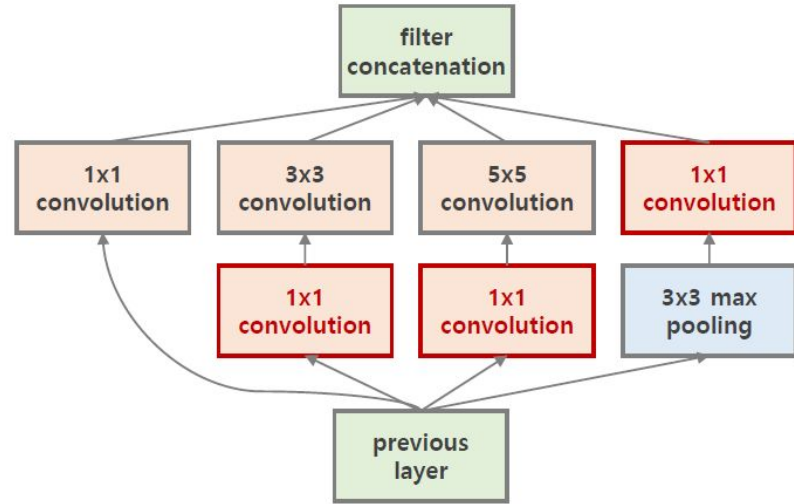 filter
concatenation
1x1
convolution
3x3
convolution
5x5
convolution
1x1
convolution
1x1
convolution
1x1
convolution
3x3 max
pooling
previous
layer